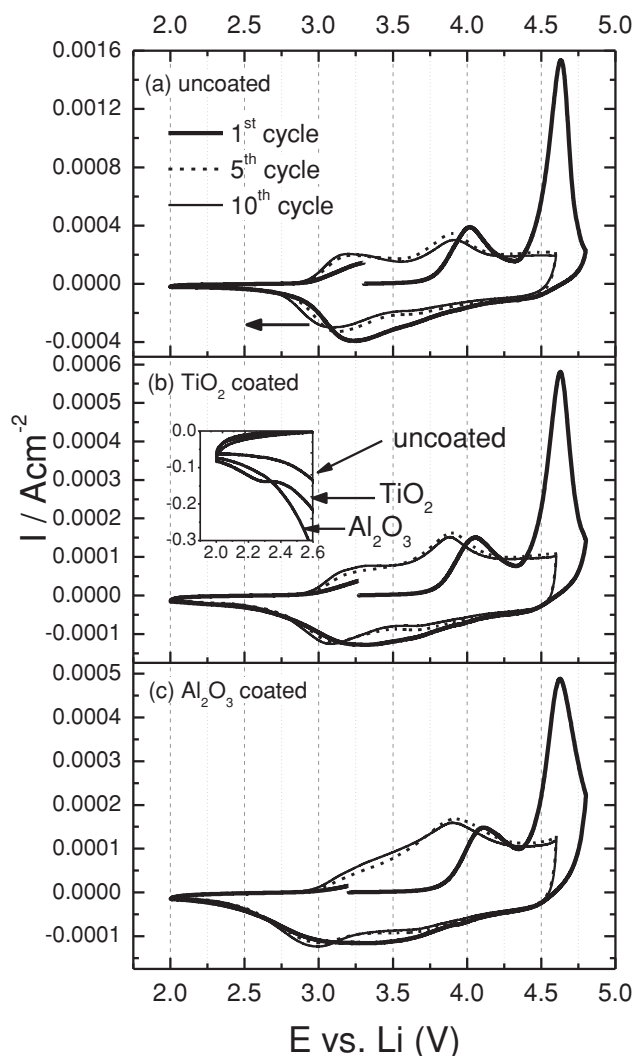 2.0 2.5 3.0 3.5 4.0 4.5 5.0
0.0016
0.0012
0.0008
0.0004
0.0000
-0.0004
(a) uncoated
1st cycle
5th cycle
10th cycle
0.0006
0.0005
0.0004
0.0003
0.0002
0.0001
0.0000
-0.0001
(b) TiO2 coated
0.0
-0.1
-0.2
-0.3
2.0 2.2 2.4 2.6
uncoated
TiO2
Al2O3
I / Acm-2
0.0005
0.0004
0.0003
0.0002
0.0001
0.0000
-0.0001
(c) Al2O3 coated
2.0 2.5 3.0 3.5 4.0 4.5 5.0
E vs. Li (V)